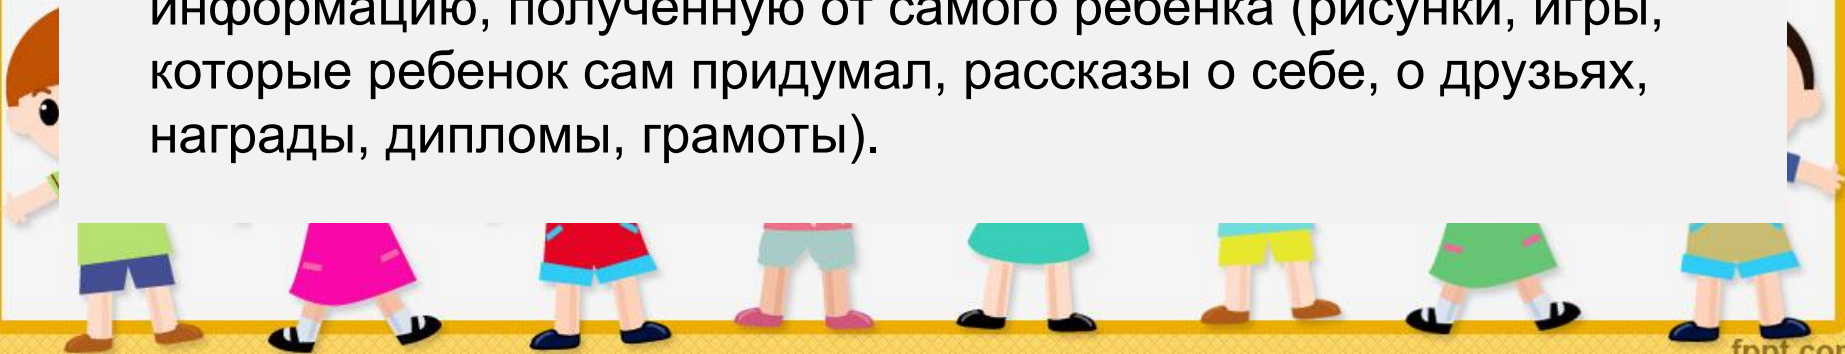 информацию, полученную от самого ребенка (рисунки, игры,
которые ребенок сам придумал, рассказы о себе, о друзьях,
награды, дипломы, грамоты).